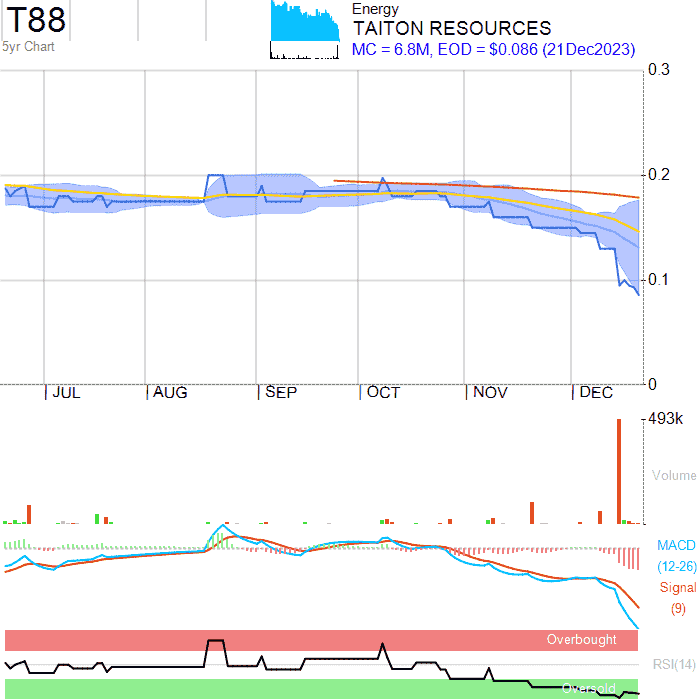 T88
5yr Chart
Energy
TAITON RESOURCES
MC = 6.8M, EOD = $0.086 (21Dec2023)
0.3
0.2
0.1
0
JUL AUG SEP OCT NOV DEC
493k
Volume
MACD
(12-26)
Signal
(9)
Overbought
RSI(14)
Oversold